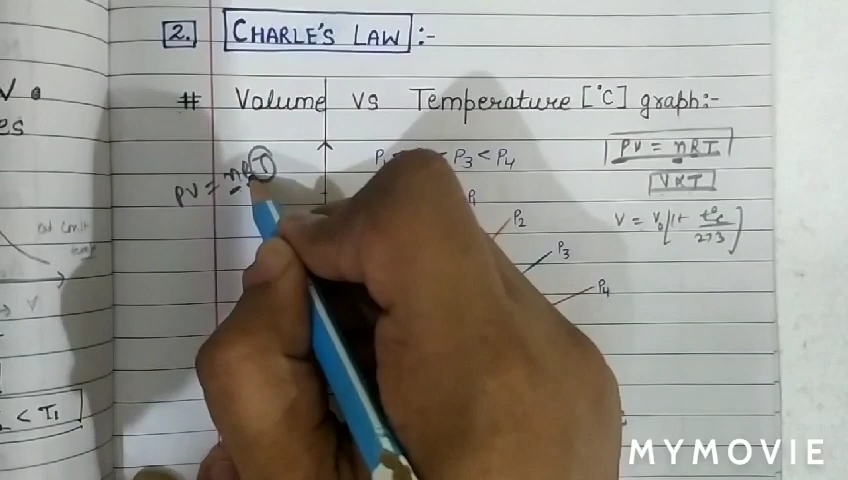 2. CHARLE'S LAW :-
# Volume vs Temperature [°C] graph:-
V
es
P₃ < P₄
PV = nRT
PV = nRT
V ∝ T
P₁
P₂
V = V₀[1+ t°c/273]
P₃
P₄
V
< T₁
MYMOVIE